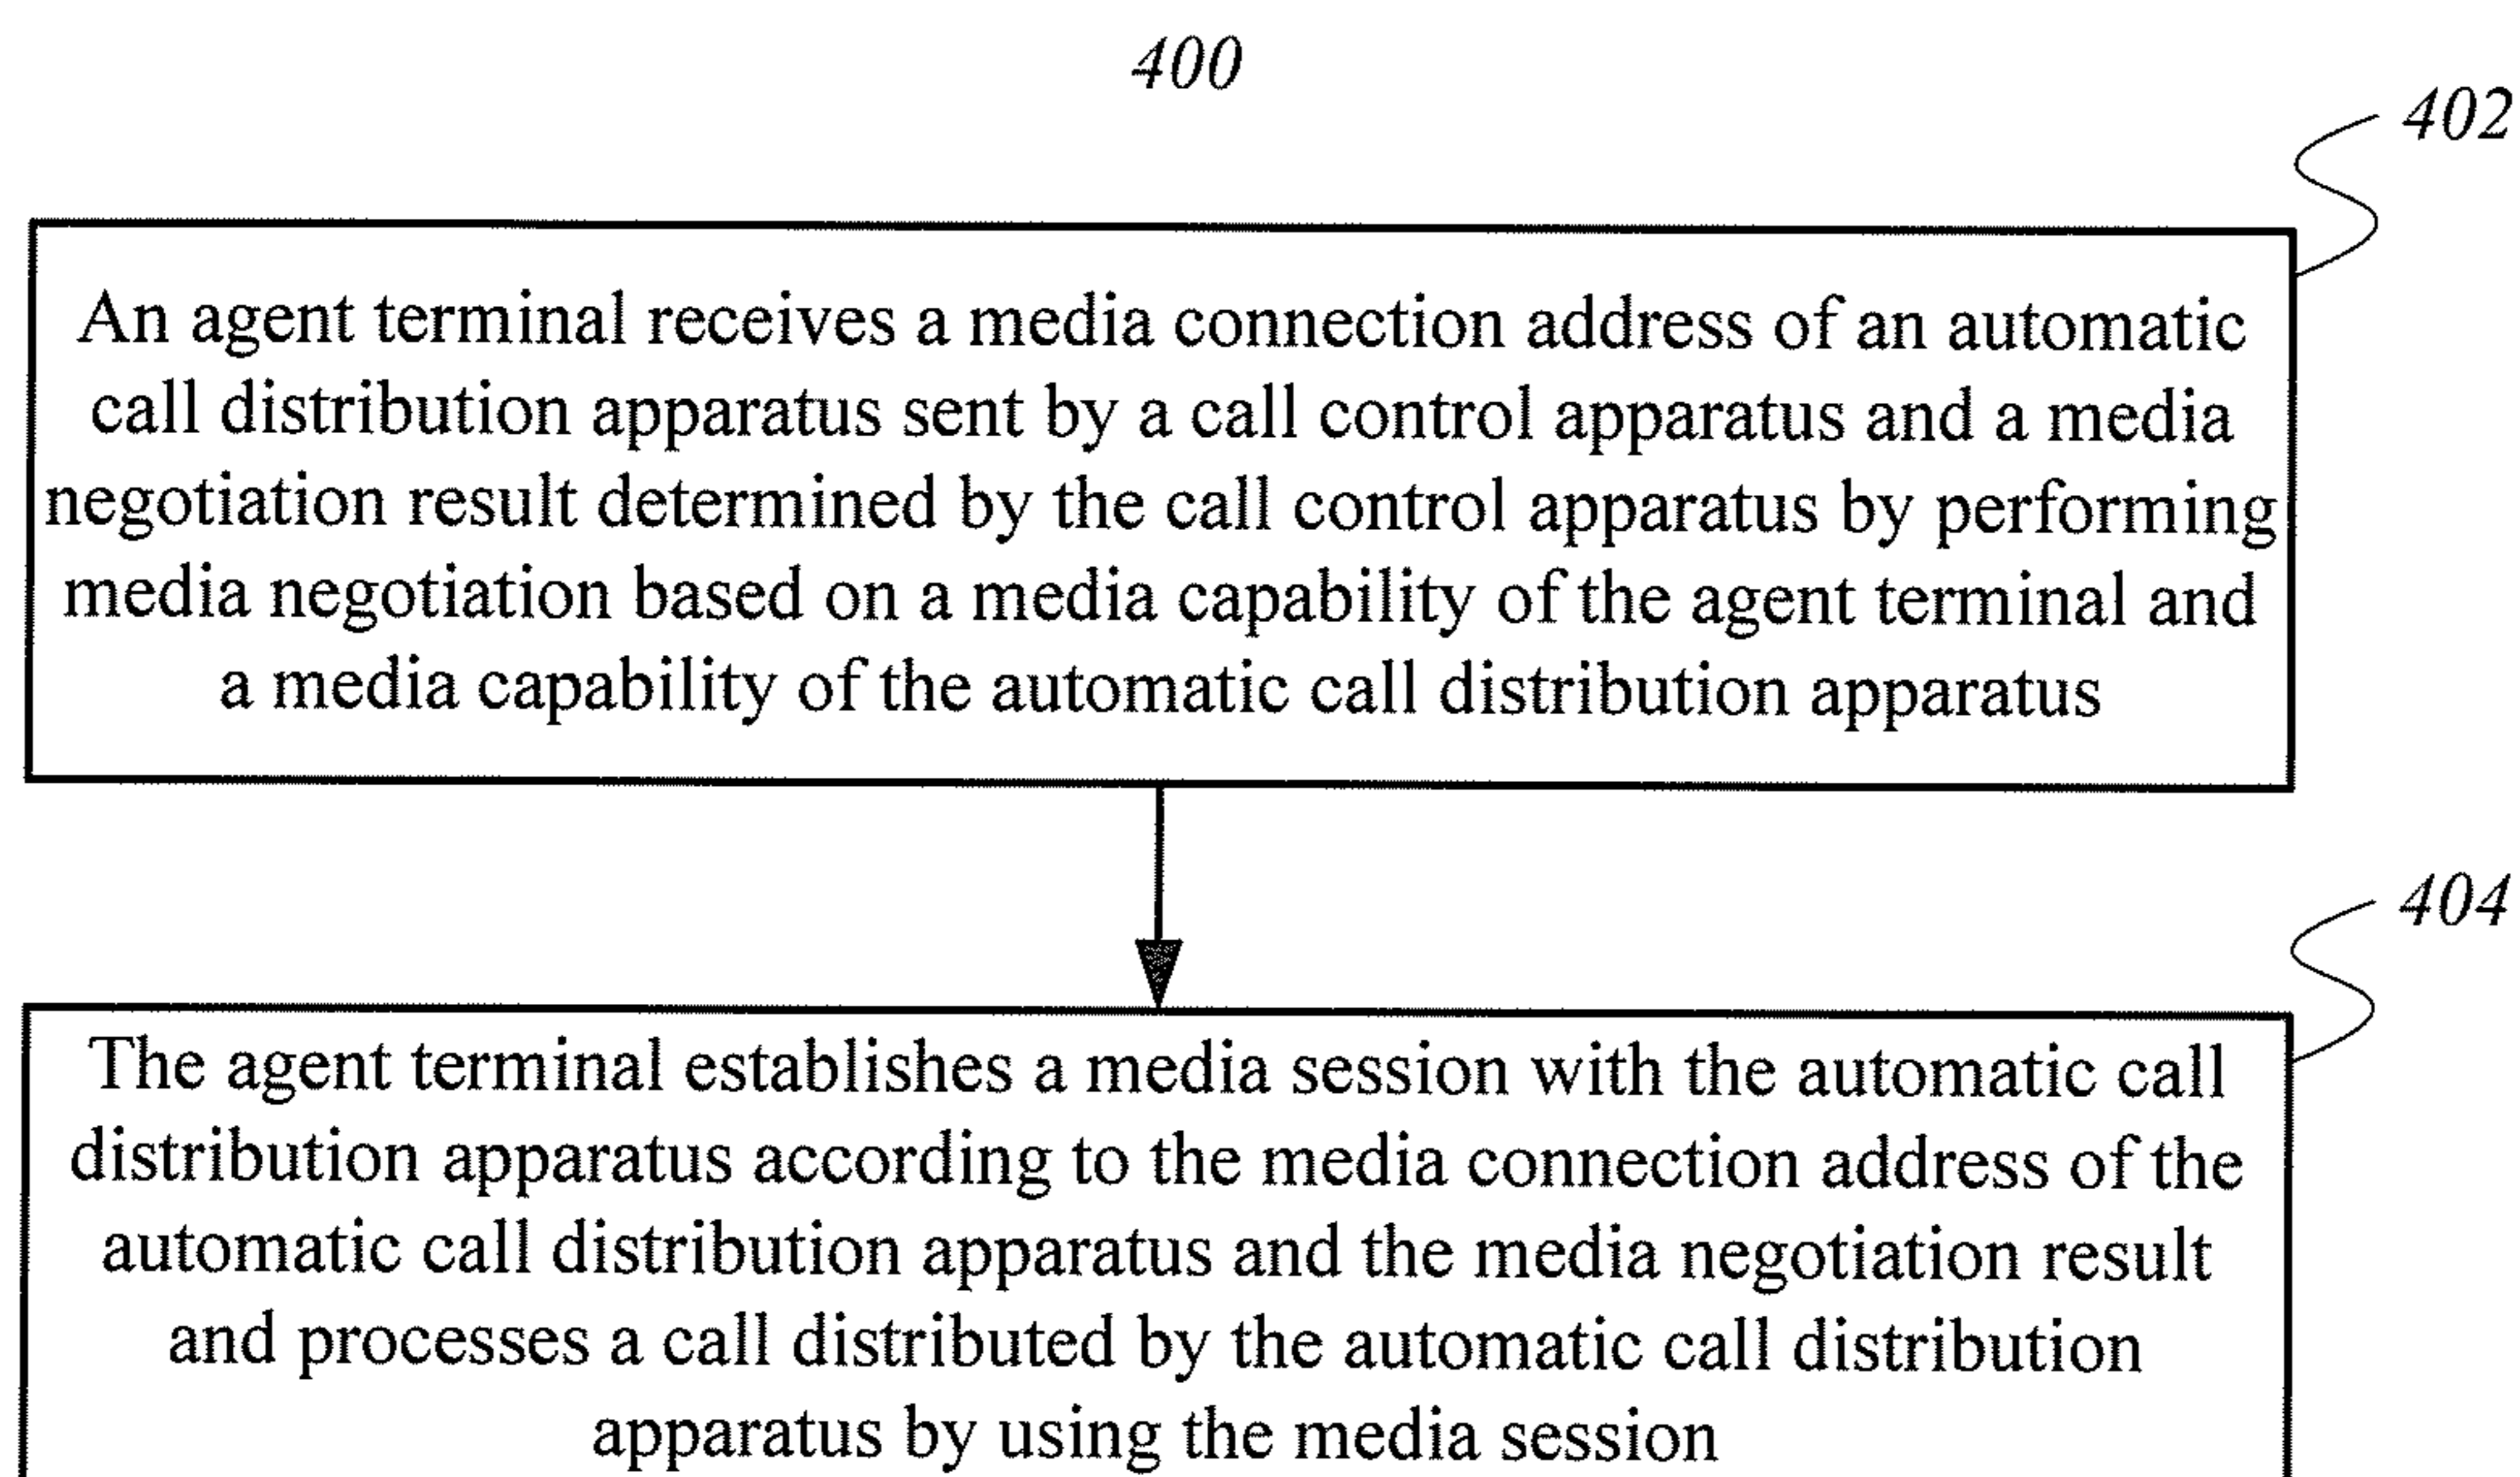 400
402
An agent terminal receives a media connection address of an automatic
call distribution apparatus sent by a call control apparatus and a media
negotiation result determined by the call control apparatus by performing
media negotiation based on a media capability of the agent terminal and
a media capability of the automatic call distribution apparatus
404
The agent terminal establishes a media session with the automatic call
distribution apparatus according to the media connection address of the
automatic call distribution apparatus and the media negotiation result
and processes a call distributed by the automatic call distribution
apparatus by using the media session